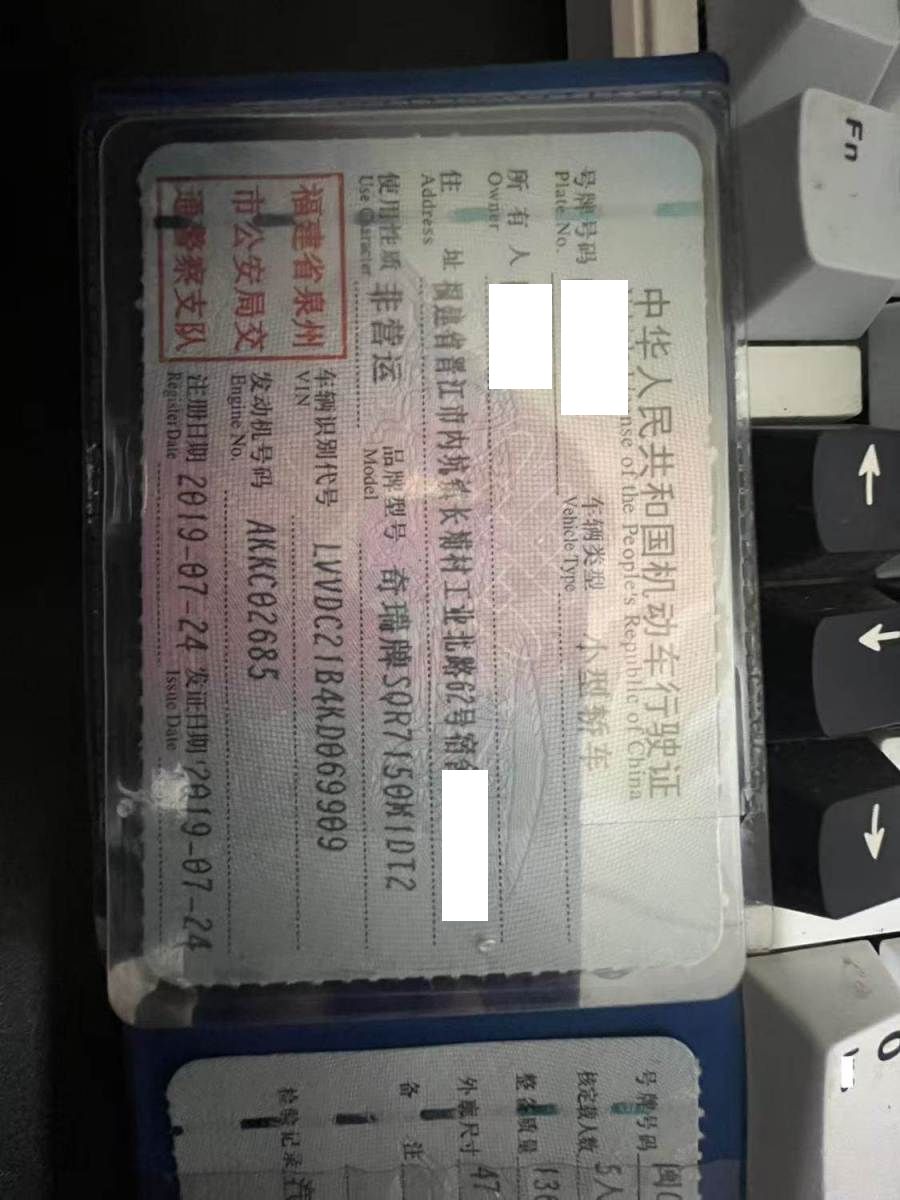 中华人民共和国机动车行驶证
nse of the People's Republic of China
号牌号码
Plate No.
车辆类型 小型轿车
Vehicle Type
所有人
Owner
住址 福建省晋江市内坑镇长埔村工业北路62号宿舍
Address
使用性质 非营运
Use Character
品牌型号 奇瑞牌SQR7150M1DT2
Model
福建省泉州
市公安局交
通警察支队
车辆识别代号 LVVDC21B4KD069909
VIN
发动机号码 AKKC02685
Engine No.
注册日期 2019-07-24 发证日期 2019-07-24
Register Date
Issue Date
号牌号码 闽
核定载人数 5人
整备质量 136
外廓尺寸 47
备注
检验记录
Fn